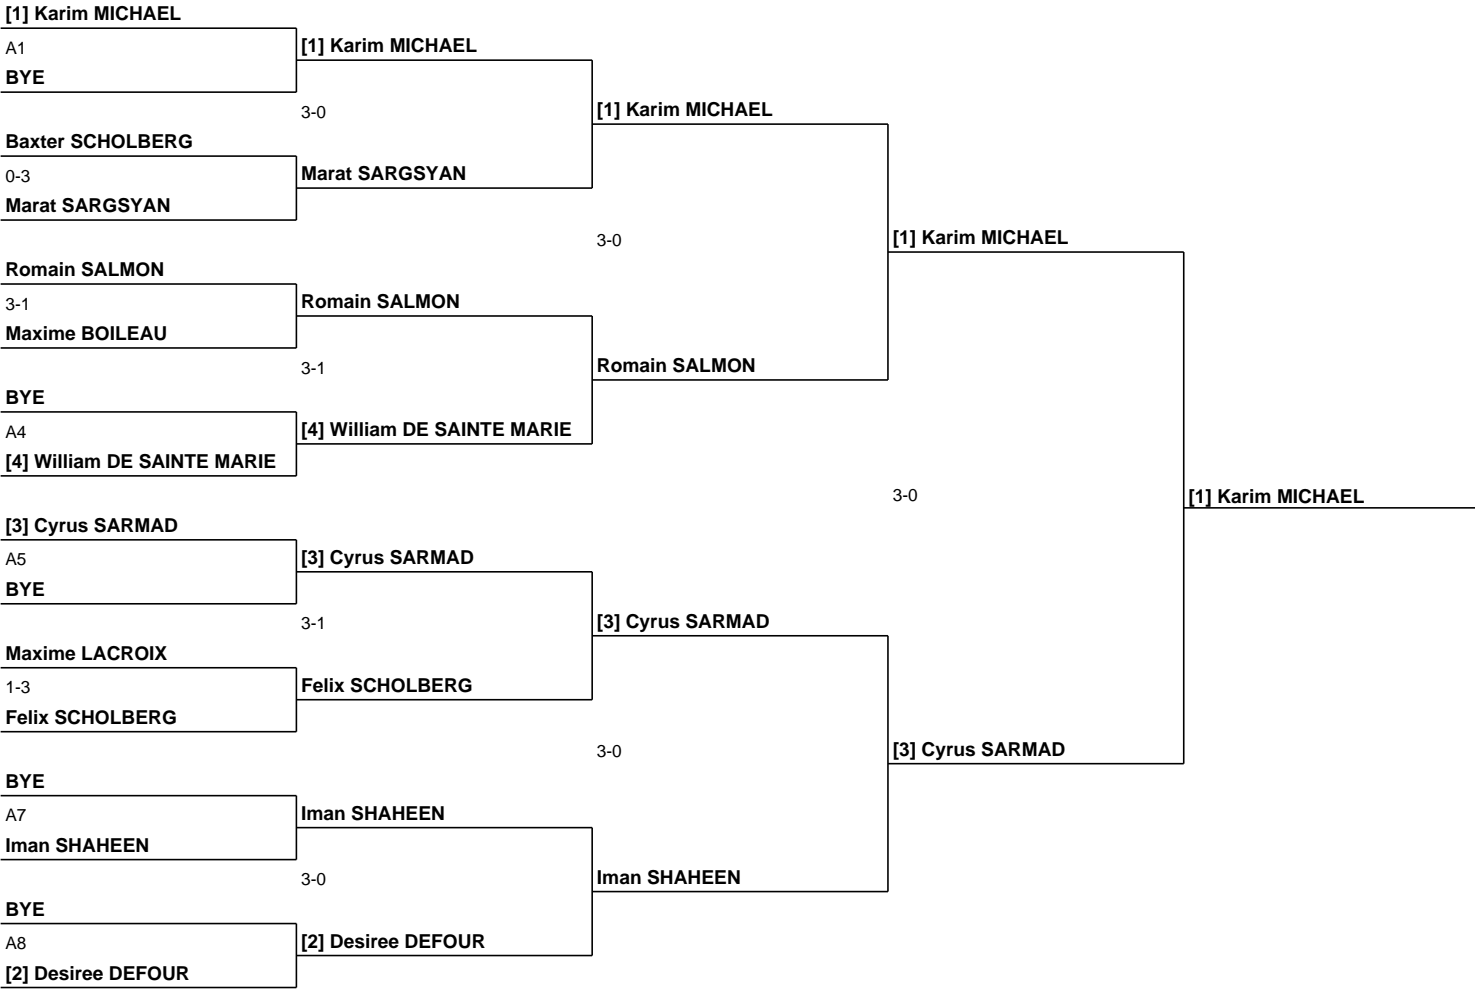 [1] Karim MICHAEL
A1
BYE
Baxter SCHOLBERG
0-3
Marat SARGSYAN
Romain SALMON
3-1
Maxime BOILEAU
BYE
A4
[4] William DE SAINTE MARIE
[3] Cyrus SARMAD
A5
BYE
Maxime LACROIX
1-3
Felix SCHOLBERG
BYE
A7
Iman SHAHEEN
BYE
A8
[2] Desiree DEFOUR
[1] Karim MICHAEL
3-0
Marat SARGSYAN
Romain SALMON
3-1
[4] William DE SAINTE MARIE
[3] Cyrus SARMAD
3-1
Felix SCHOLBERG
Iman SHAHEEN
3-0
[2] Desiree DEFOUR
[1] Karim MICHAEL
3-0
Romain SALMON
[3] Cyrus SARMAD
3-0
Iman SHAHEEN
[1] Karim MICHAEL
3-0
[3] Cyrus SARMAD
[1] Karim MICHAEL